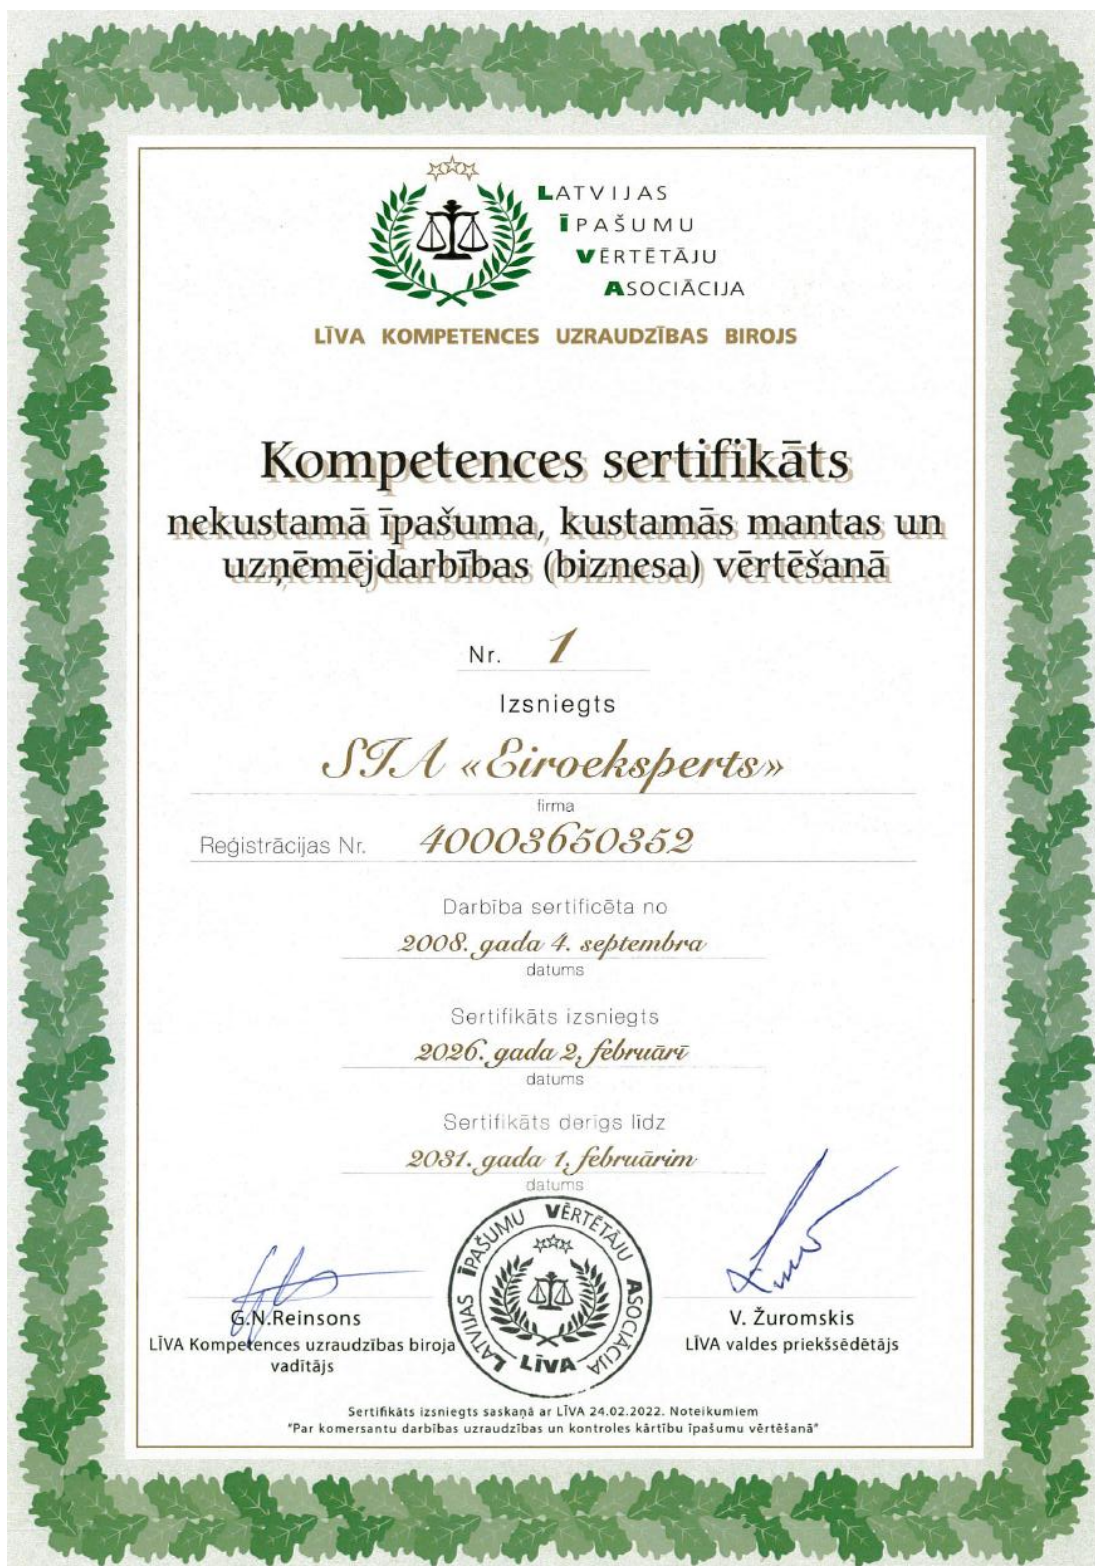 LATVIJAS
ĪPAŠUMU
VĒRTĒTĀJU
ASOCIĀCIJA
LĪVA KOMPETENCES UZRAUDZĪBAS BIROJS
Kompetences sertifikāts
nekustamā īpašuma, kustamās mantas un
uzņēmējdarbības (biznesa) vērtēšanā
Nr. 1
Izsniegts
SIA «Eiroeksperts»
firma
Reģistrācijas Nr. 40003650352
Darbība sertificēta no
2008. gada 4. septembra
datums
Sertifikāts izsniegts
2026. gada 2. februārī
datums
Sertifikāts derīgs līdz
2031. gada 1. februārim
datums
LATVIJAS ĪPAŠUMU VĒRTĒTĀJU ASOCIĀCIJA
LĪVA
G.N.Reinsons
LĪVA Kompetences uzraudzības biroja
vadītājs
V. Žuromskis
LĪVA valdes priekšsēdētājs
Sertifikāts izsniegts saskaņā ar LĪVA 24.02.2022. Noteikumiem
"Par komersantu darbības uzraudzības un kontroles kārtību īpašumu vērtēšanā"